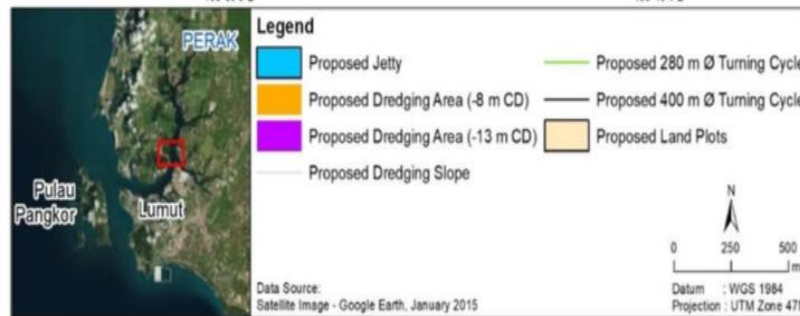 PERAK
Pulau
Pangkor
Lumut
Legend
Proposed Jetty
Proposed Dredging Area (-8 m CD)
Proposed Dredging Area (-13 m CD)
Proposed Dredging Slope
Proposed 280 m Ø Turning Cycle
Proposed 400 m Ø Turning Cycle
Proposed Land Plots
N
0 250 500
m
Data Source:
Satellite Image - Google Earth, January 2015
Datum : WGS 1984
Projection : UTM Zone 47